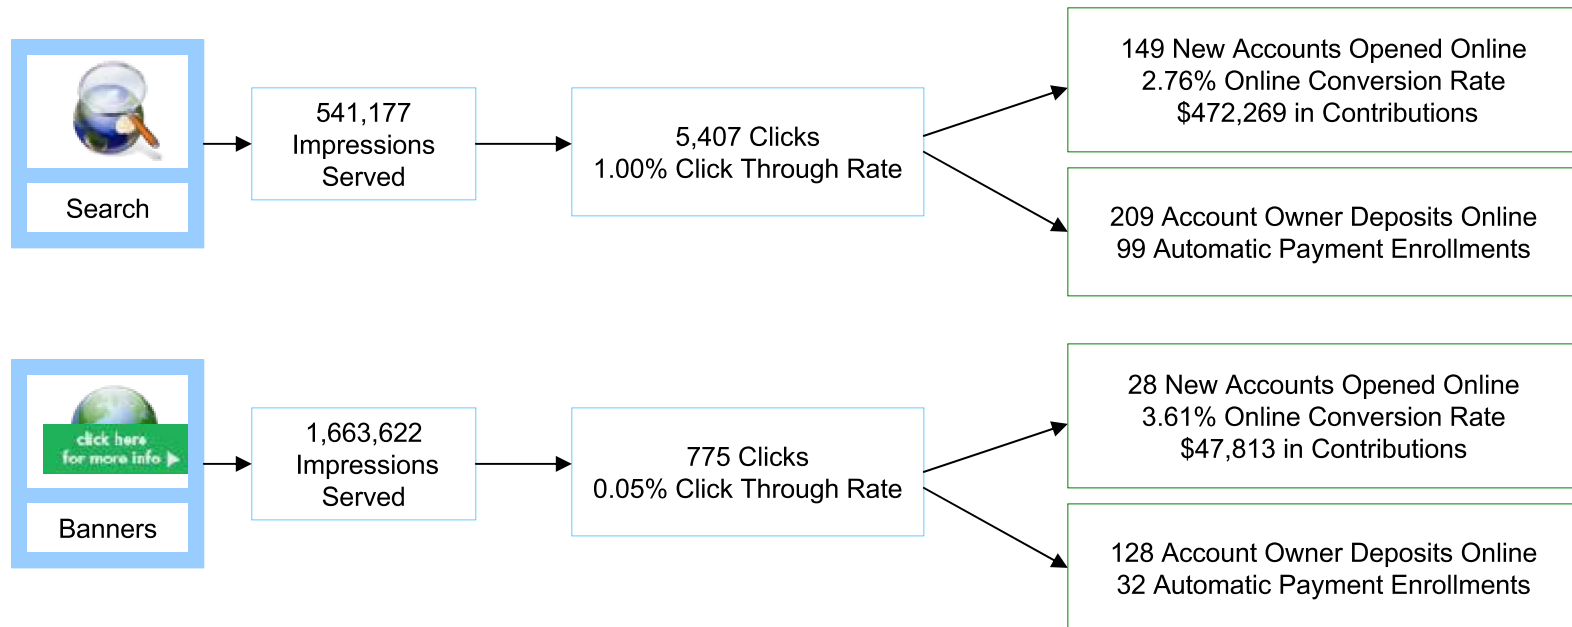 541,177
Impressions
Served
Search
5,407 Clicks
1.00% Click Through Rate
149 New Accounts Opened Online
2.76% Online Conversion Rate
$472,269 in Contributions
209 Account Owner Deposits Online
99 Automatic Payment Enrollments
click here
for more info
Banners
1,663,622
Impressions
Served
775 Clicks
0.05% Click Through Rate
28 New Accounts Opened Online
3.61% Online Conversion Rate
$47,813 in Contributions
128 Account Owner Deposits Online
32 Automatic Payment Enrollments